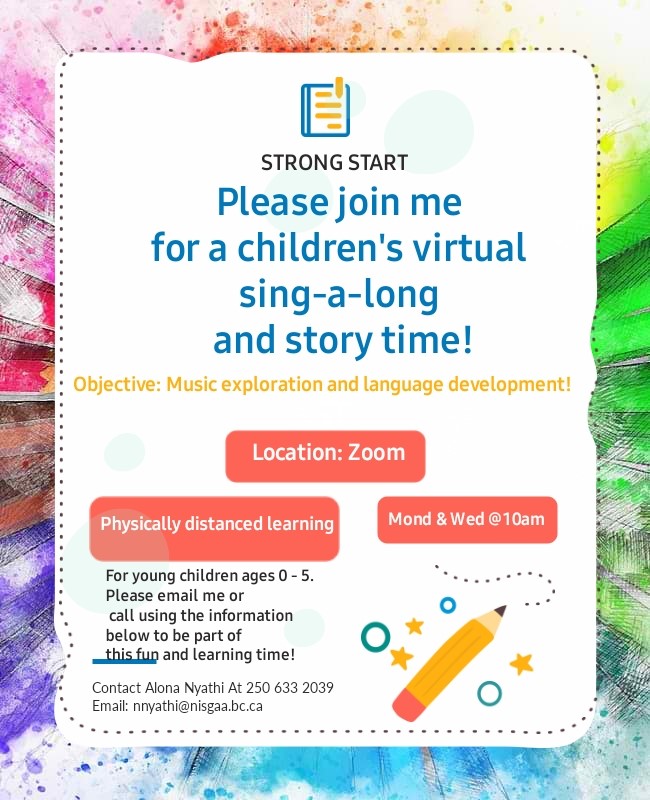 STRONG START
Please join me
for a children's virtual
sing-a-long
and story time!
Objective: Music exploration and language development!
Location: Zoom
Physically distanced learning
Mond & Wed @10am
For young children ages 0 - 5.
Please email me or
call using the information
below to be part of
this fun and learning time!
Contact Alona Nyathi At 250 633 2039
Email: nnyathi@nisgaa.bc.ca